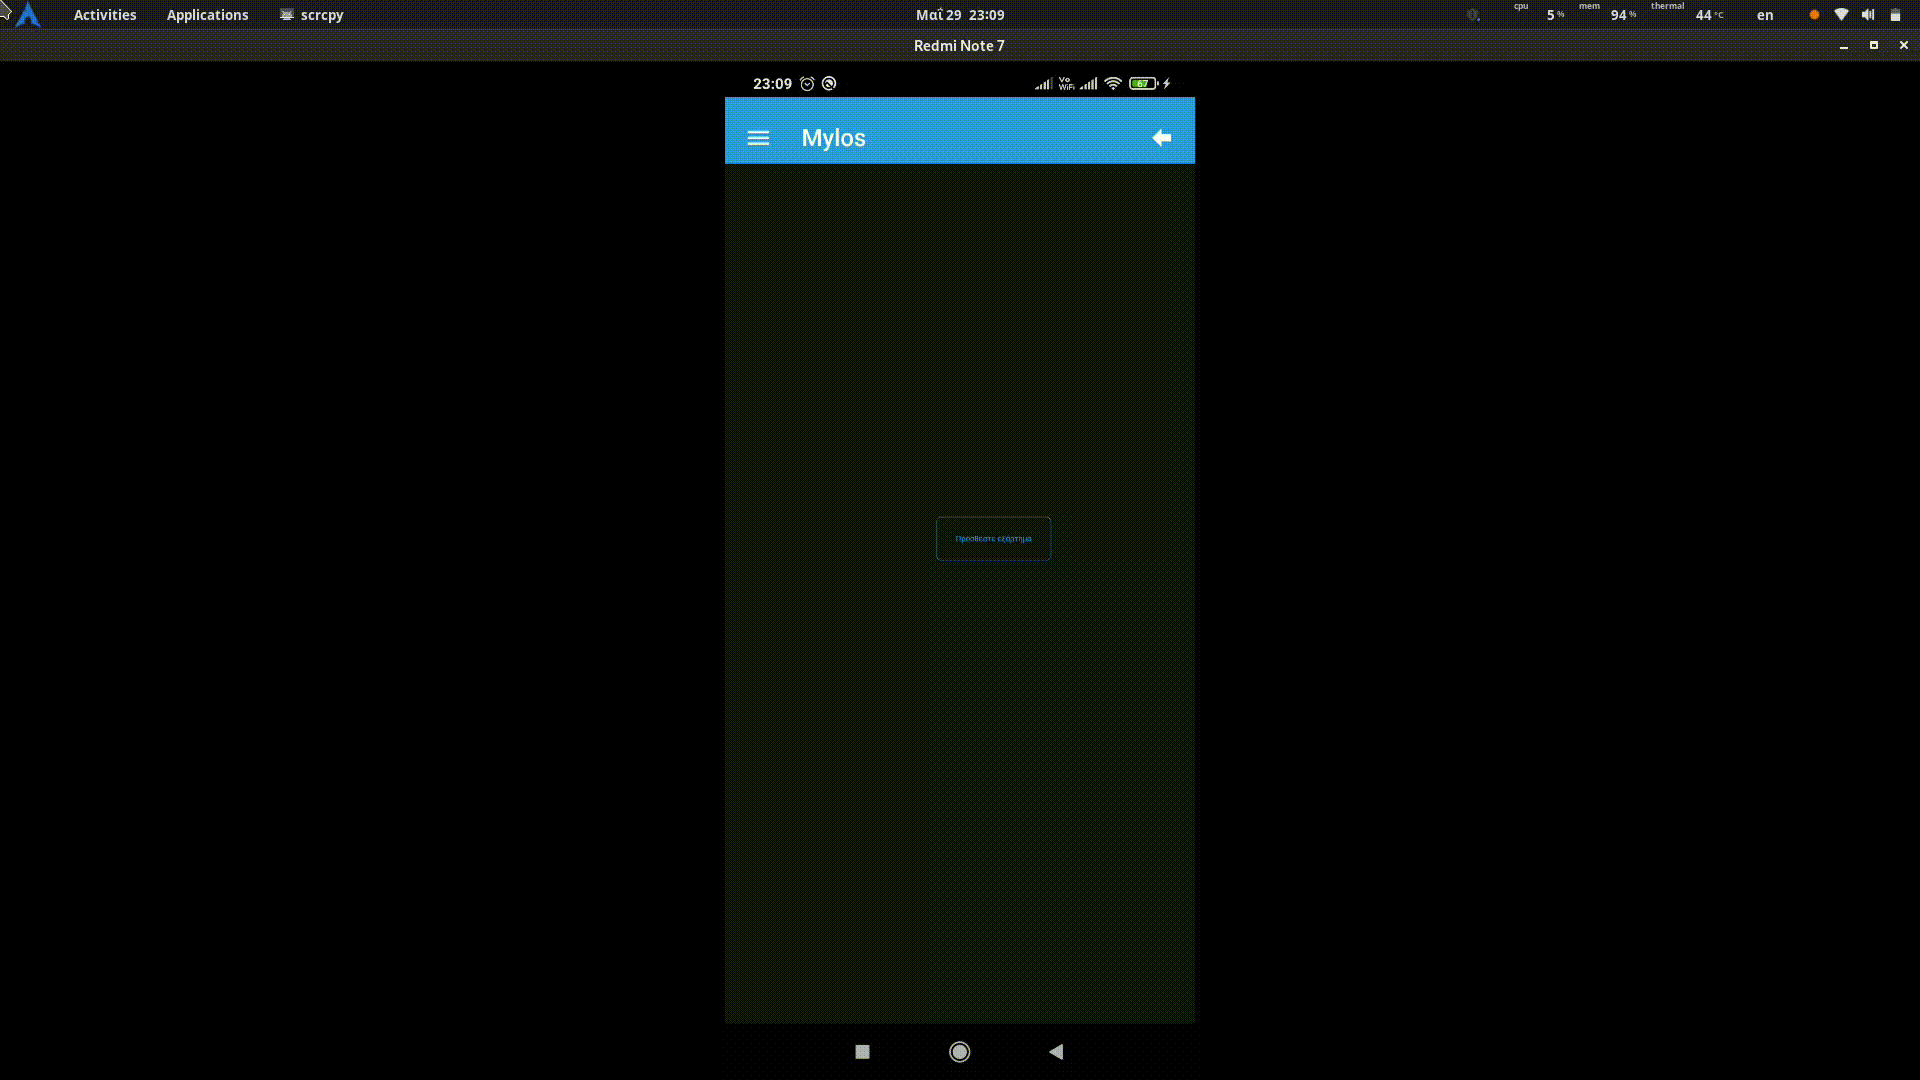 Activities Applications scrcpy Μαΐ 29 23:09 cpu 5 % mem 94 % thermal 44 °C en
Redmi Note 7
23:09 Vo WiFi 67
Mylos
Προσθέστε εξάρτημα